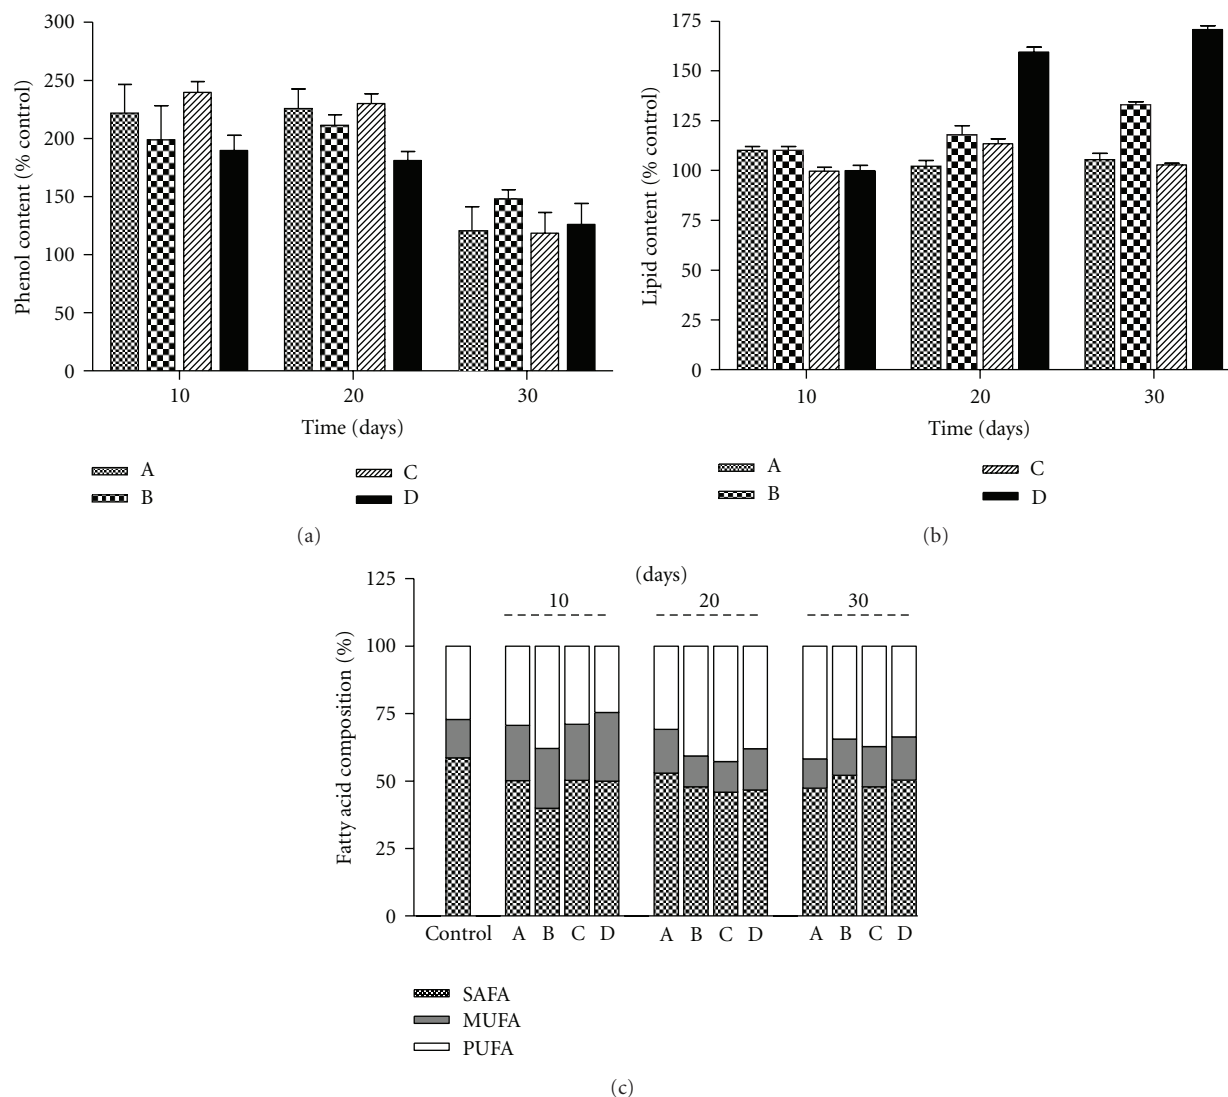 300
250
200
150
100
50
0
Phenol content (% control)
10 20 30
Time (days)
A C
B D
(a)
175
150
125
100
75
50
25
0
Lipid content (% control)
10 20 30
Time (days)
A C
B D
(b)
(days)
10 20 30
125
100
75
50
25
0
Fatty acid composition (%)
Control A B C D A B C D A B C D
SAFA
MUFA
PUFA
(c)